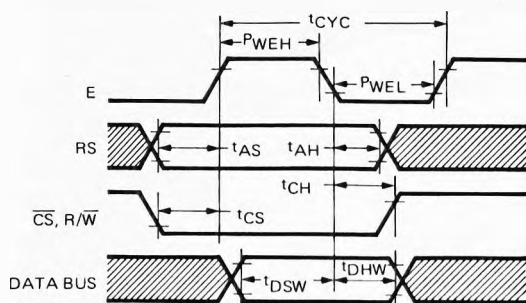 tCYC
PWEH
PWEL
E
RS
tAS
tAH
tCH
CS, R/W
tCS
DATA BUS
tDSW
tDHW